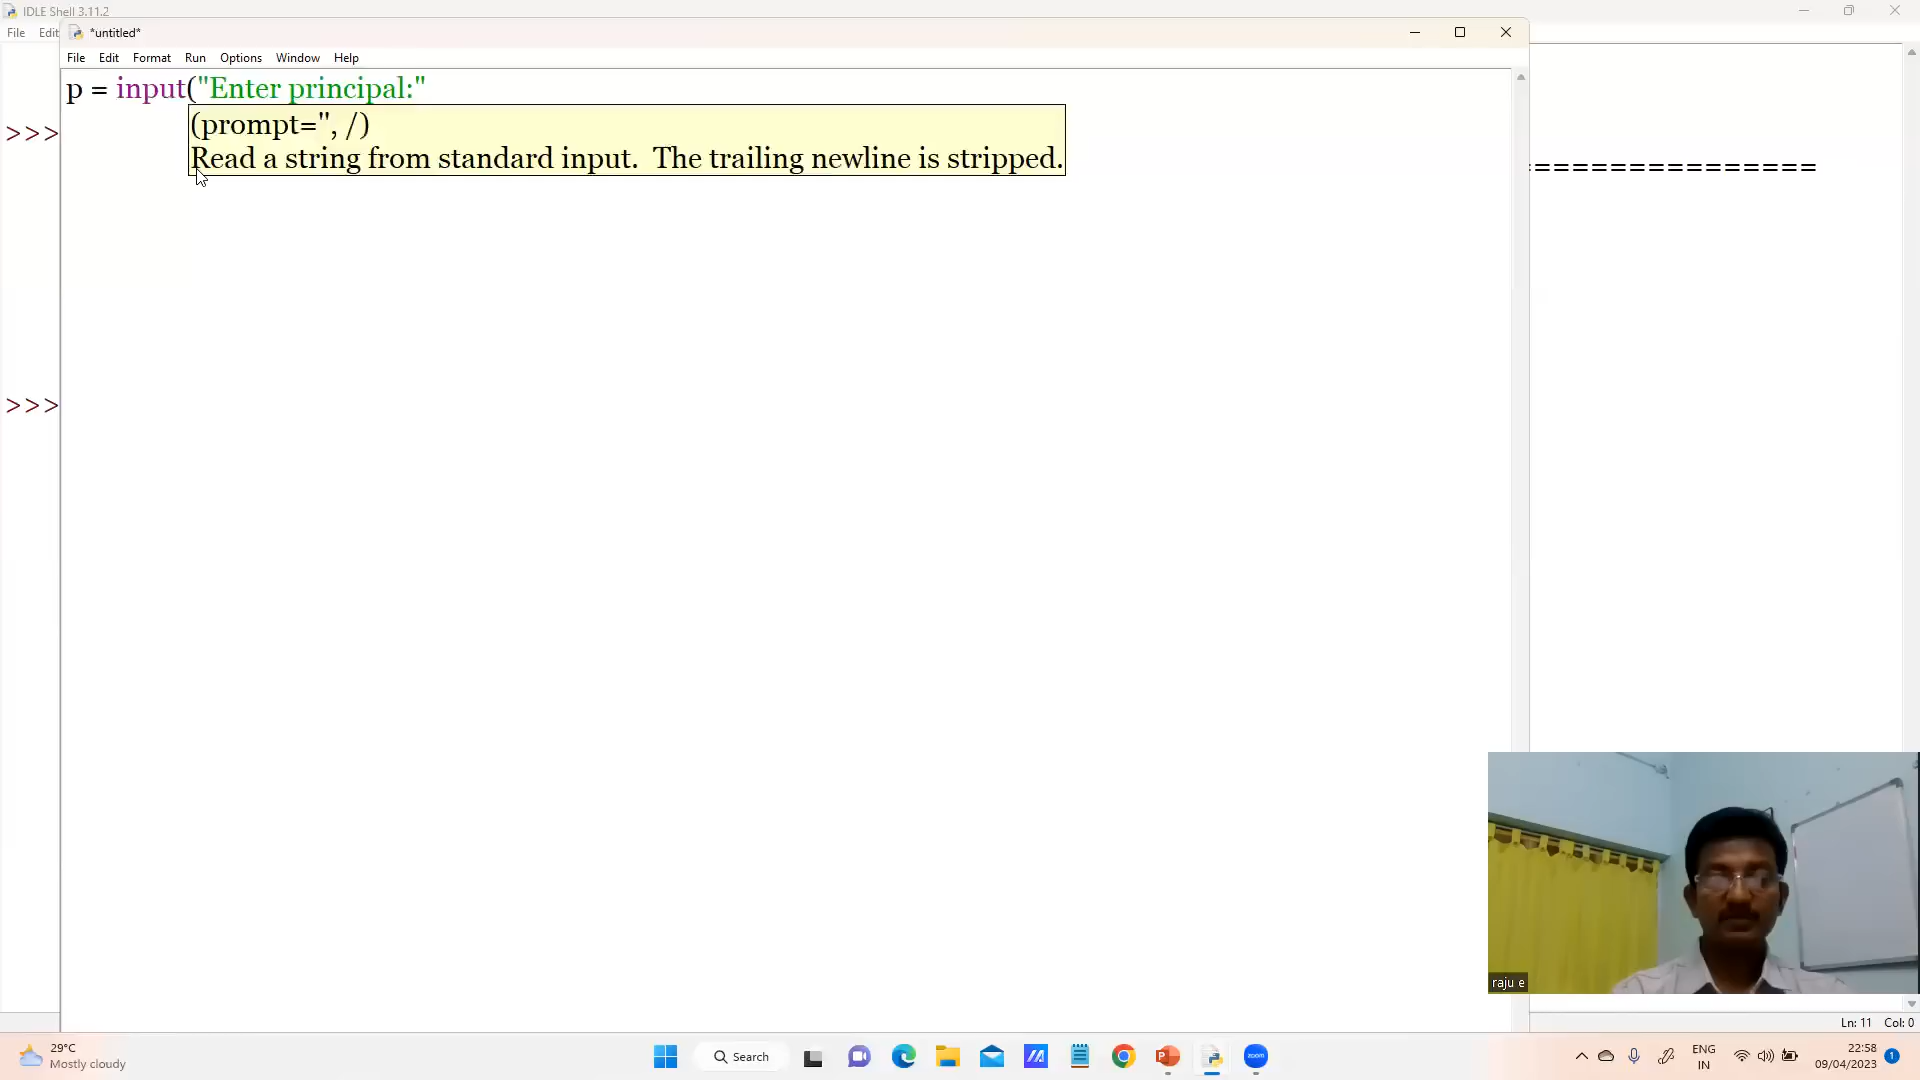 IDLE Shell 3.11.2
File Edit
*untitled*
File Edit Format Run Options Window Help
p = input("Enter principal:"
(prompt='', /)
Read a string from standard input.  The trailing newline is stripped.
>>>
===============
>>>
raju e
Ln: 11 Col: 0
29°C
Mostly cloudy
Search
zoom
ENG
IN
22:58
09/04/2023
1